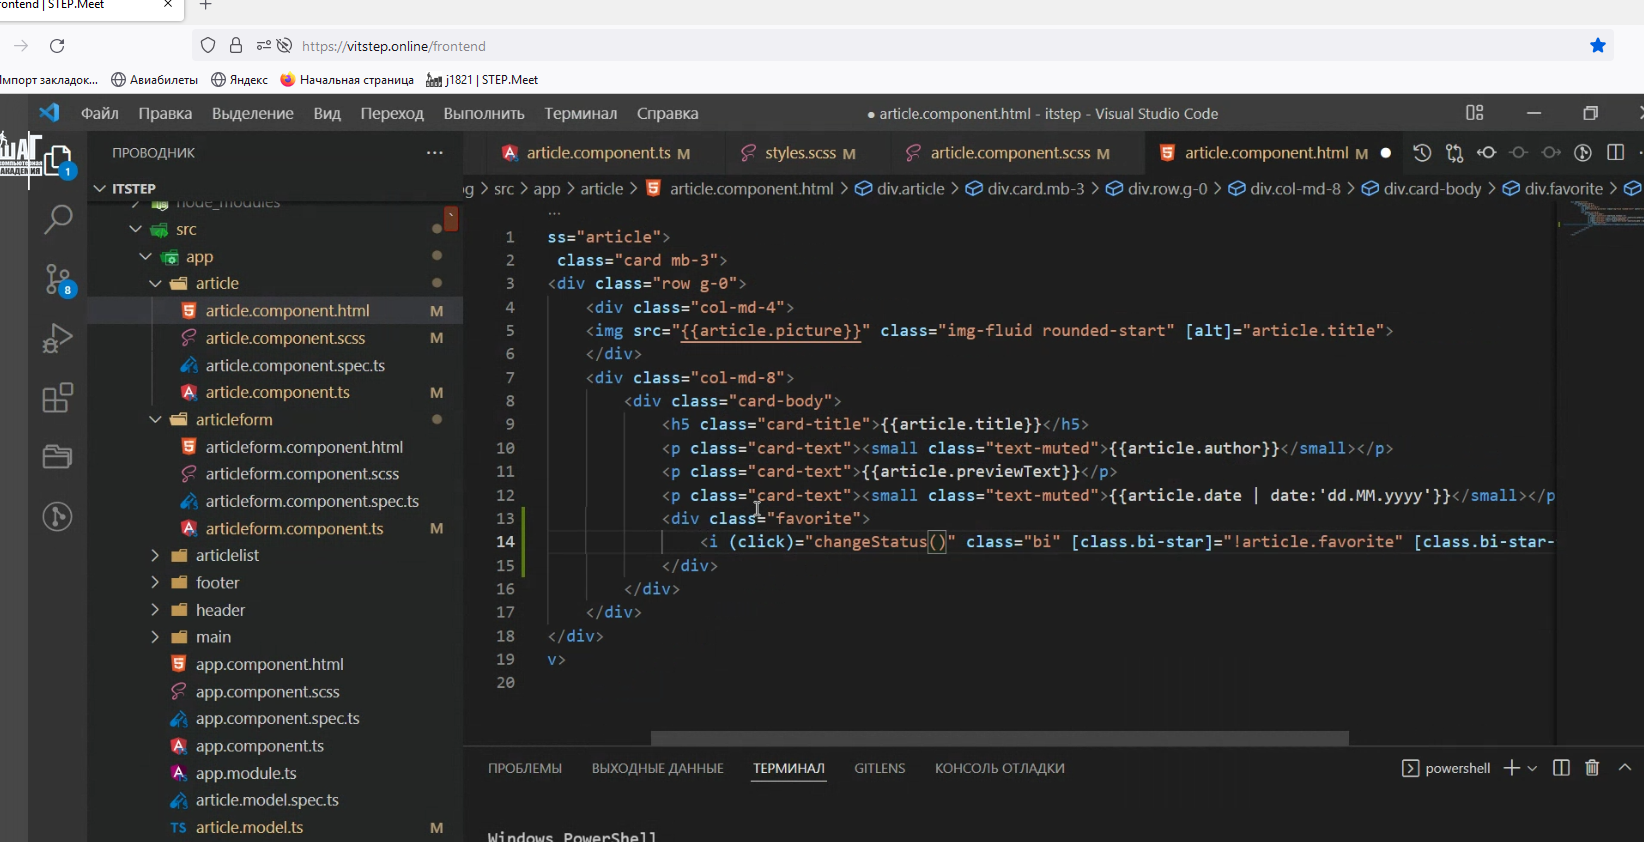 rontend | STEP.Meet
https://vitstep.online/frontend
Импорт закладок...
Авиабилеты
Яндекс
Начальная страница
j1821 | STEP.Meet
Файл
Правка
Выделение
Вид
Переход
Выполнить
Терминал
Справка
● article.component.html - itstep - Visual Studio Code
ШАГ
КОМПЬЮТЕРНАЯ
АКАДЕМИЯ
1
8
ПРОВОДНИК
ITSTEP
node_modules
src
app
article
article.component.html M
article.component.scss M
article.component.spec.ts
article.component.ts M
articleform
articleform.component.html
articleform.component.scss
articleform.component.spec.ts
articleform.component.ts M
articlelist
footer
header
main
app.component.html
app.component.scss
app.component.spec.ts
app.component.ts
app.module.ts
article.model.spec.ts
TS article.model.ts M
article.component.ts M
styles.scss M
article.component.scss M
article.component.html M
og > src > app > article > article.component.html > div.article > div.card.mb-3 > div.row.g-0 > div.col-md-8 > div.card-body > div.favorite >
...
1 ss="article">
2 class="card mb-3">
3 <div class="row g-0">
4 <div class="col-md-4">
5 <img src="{{article.picture}}" class="img-fluid rounded-start" [alt]="article.title">
6 </div>
7 <div class="col-md-8">
8 <div class="card-body">
9 <h5 class="card-title">{{article.title}}</h5>
10 <p class="card-text"><small class="text-muted">{{article.author}}</small></p>
11 <p class="card-text">{{article.previewText}}</p>
12 <p class="card-text"><small class="text-muted">{{article.date | date:'dd.MM.yyyy'}}</small></p
13 <div class="favorite">
14 <i (click)="changeStatus()" class="bi" [class.bi-star]="!article.favorite" [class.bi-star-
15 </div>
16 </div>
17 </div>
18 </div>
19 v>
20
ПРОБЛЕМЫ
ВЫХОДНЫЕ ДАННЫЕ
ТЕРМИНАЛ
GITLENS
КОНСОЛЬ ОТЛАДКИ
powershell
Windows PowerShell